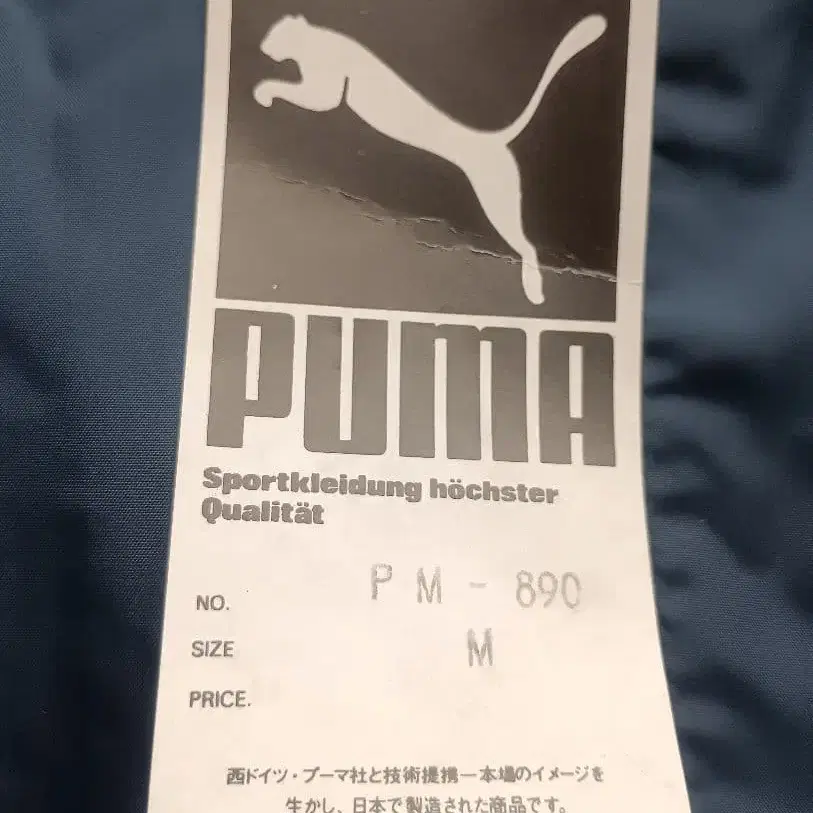 PUMA
Sportkleidung höchster
Qualität
NO. PM-890
SIZE M
PRICE.
西ドイツ・プーマ社と技術提携一本場のイメージを
生かし、日本で製造された商品です。